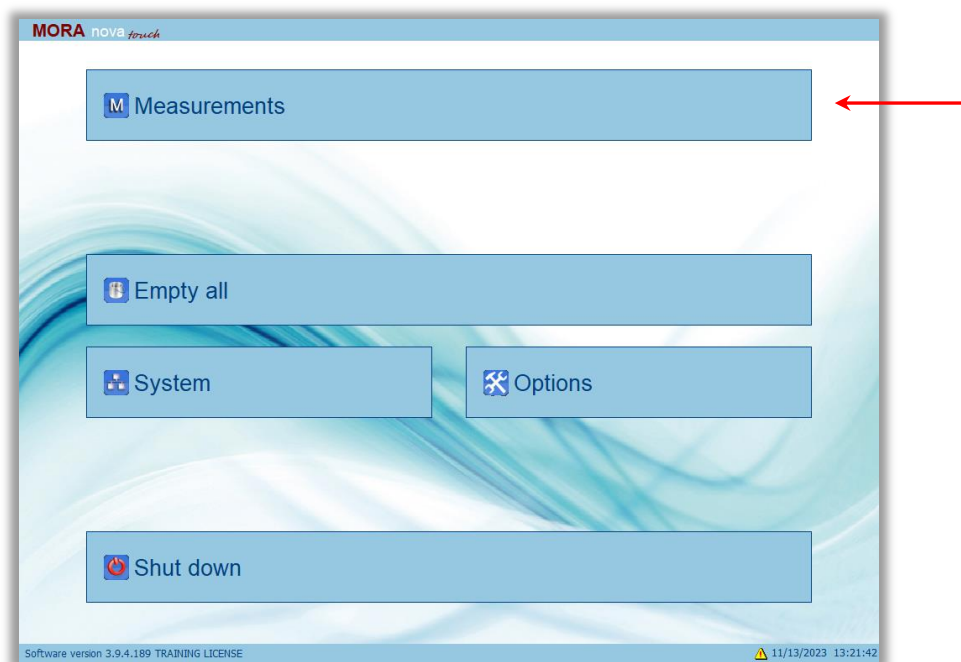 MORA nova touch
M Measurements
Empty all
System
Options
Shut down
Software version 3.9.4.189 TRAINING LICENSE
11/13/2023 13:21:42